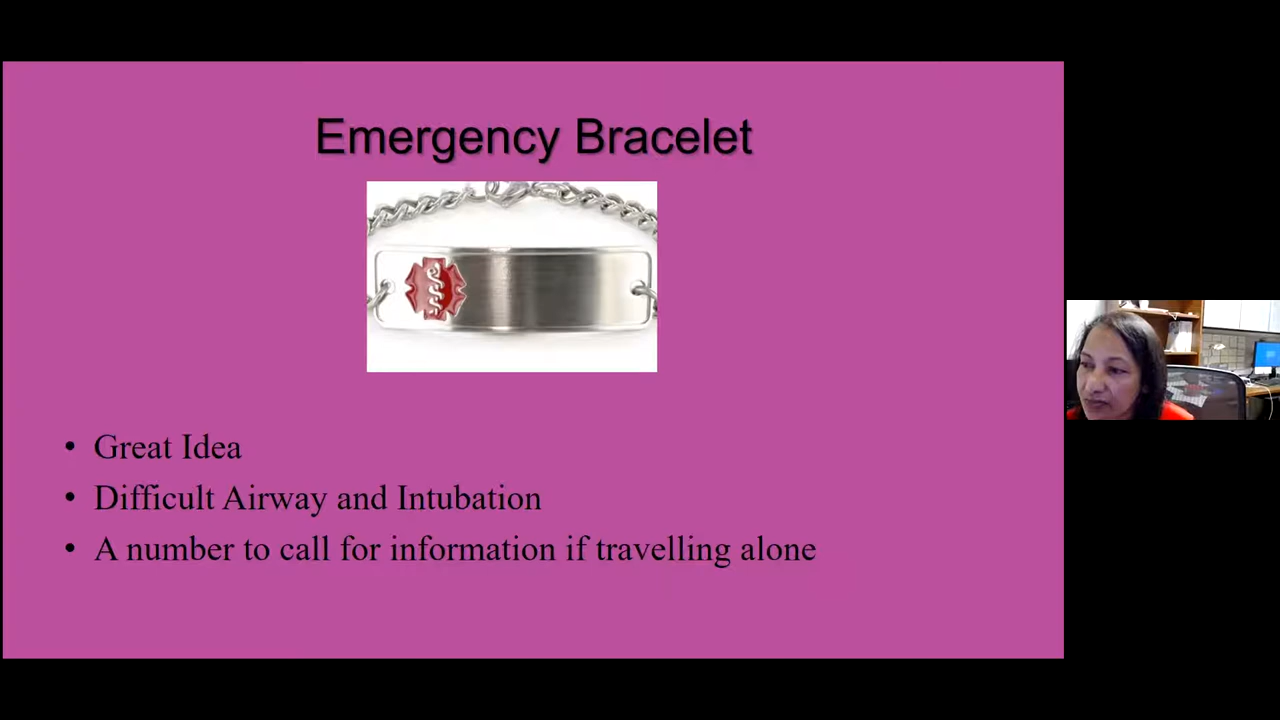 Emergency Bracelet
• Great Idea
• Difficult Airway and Intubation
• A number to call for information if travelling alone